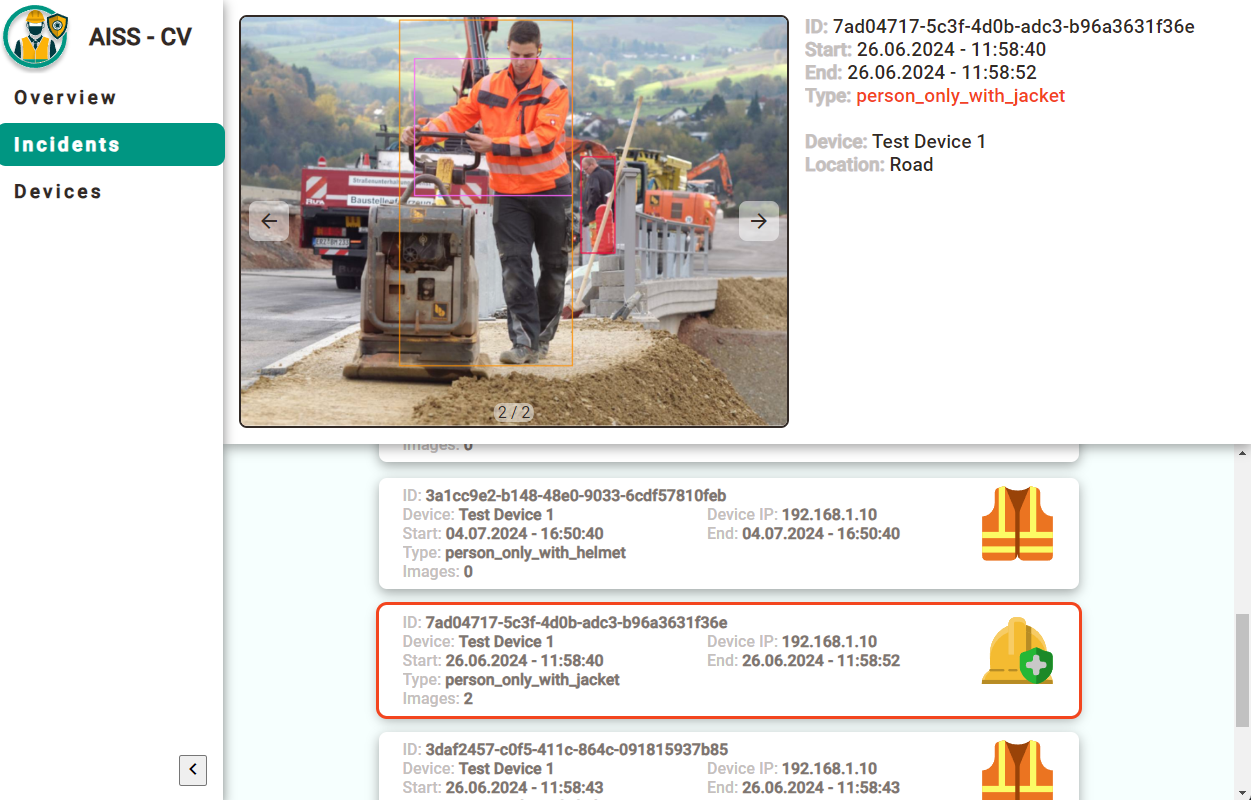 AISS - CV
Overview
Incidents
Devices
2 / 2
ID: 7ad04717-5c3f-4d0b-adc3-b96a3631f36e
Start: 26.06.2024 - 11:58:40
End: 26.06.2024 - 11:58:52
Type: person_only_with_jacket
Device: Test Device 1
Location: Road
Images: 0
ID: 3a1cc9e2-b148-48e0-9033-6cdf57810feb
Device: Test Device 1 Device IP: 192.168.1.10
Start: 04.07.2024 - 16:50:40 End: 04.07.2024 - 16:50:40
Type: person_only_with_helmet
Images: 0
ID: 7ad04717-5c3f-4d0b-adc3-b96a3631f36e
Device: Test Device 1 Device IP: 192.168.1.10
Start: 26.06.2024 - 11:58:40 End: 26.06.2024 - 11:58:52
Type: person_only_with_jacket
Images: 2
ID: 3daf2457-c0f5-411c-864c-091815937b85
Device: Test Device 1 Device IP: 192.168.1.10
Start: 26.06.2024 - 11:58:43 End: 26.06.2024 - 11:58:43